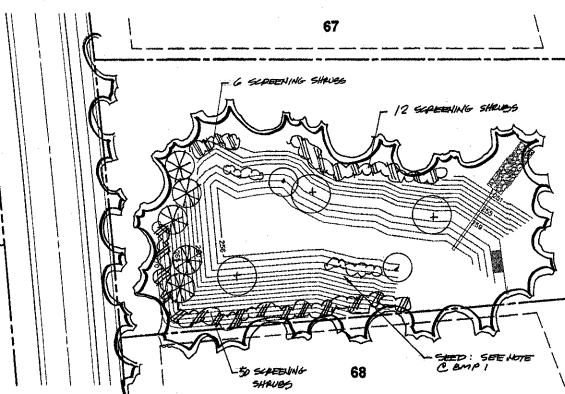 67
6 SCREENING SHRUBS
12 SCREENING SHRUBS
50 SCREENING
SHRUBS
68
SEED: SEE NOTE
@ BMP 1